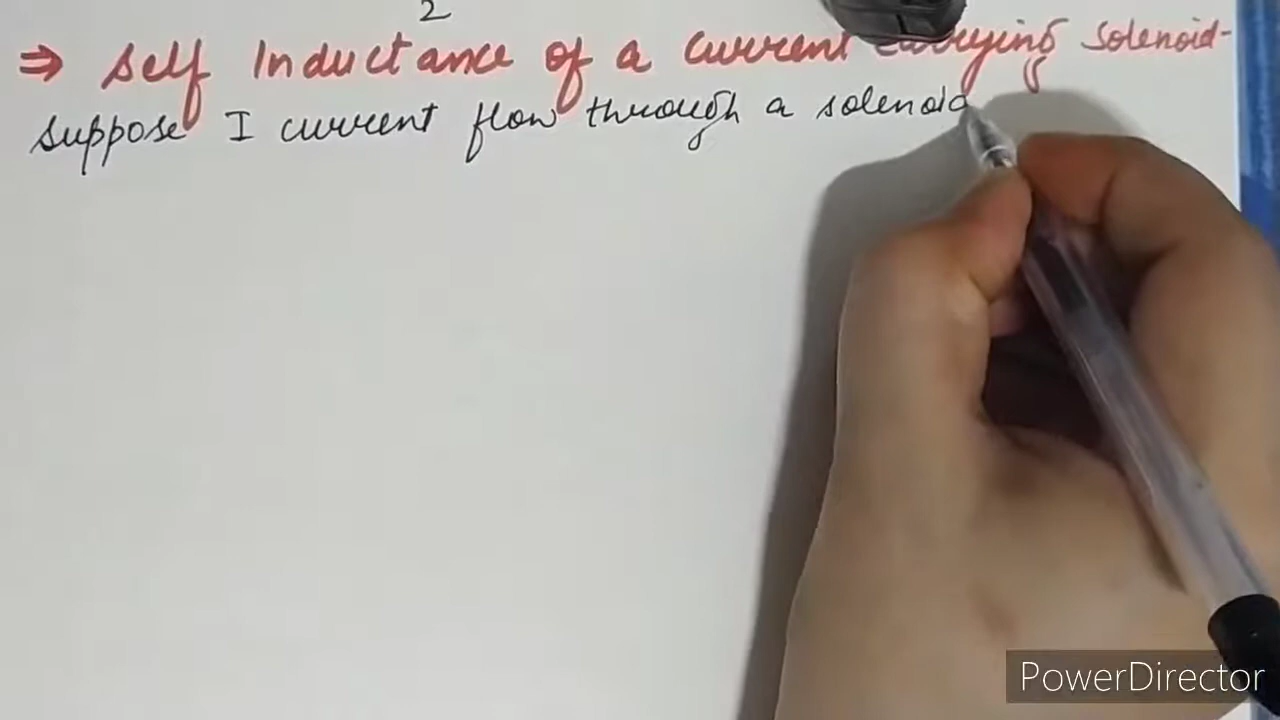 2
⇒ Self Inductance of a current carrying solenoid-
suppose I current flow through a solenoid
PowerDirector